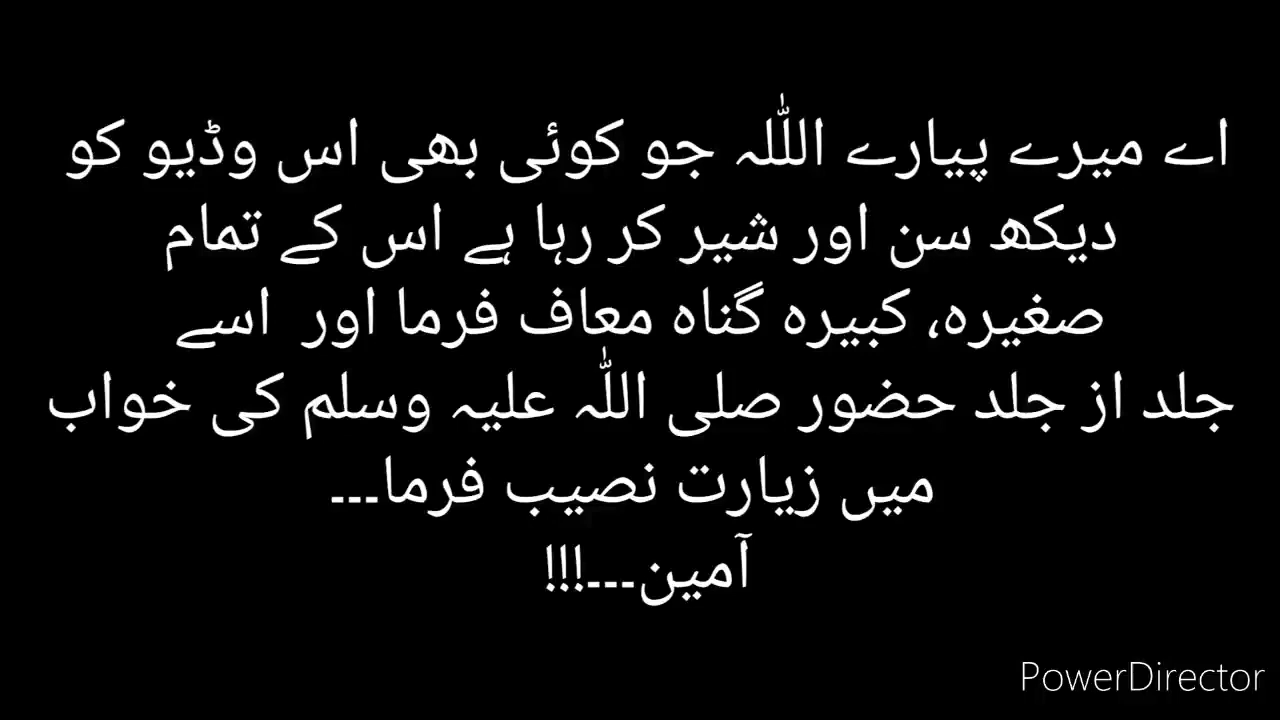 اے میرے پیارے اللّٰہ جو کوئی بھی اس وڈیو کو
دیکھ سن اور شیر کر رہا ہے اس کے تمام
صغیرہ، کبیرہ گناہ معاف فرما اور اسے
جلد از جلد حضور صلی اللّٰہ علیہ وسلم کی خواب
میں زیارت نصیب فرما۔۔۔
آمین۔۔۔!!!
PowerDirector